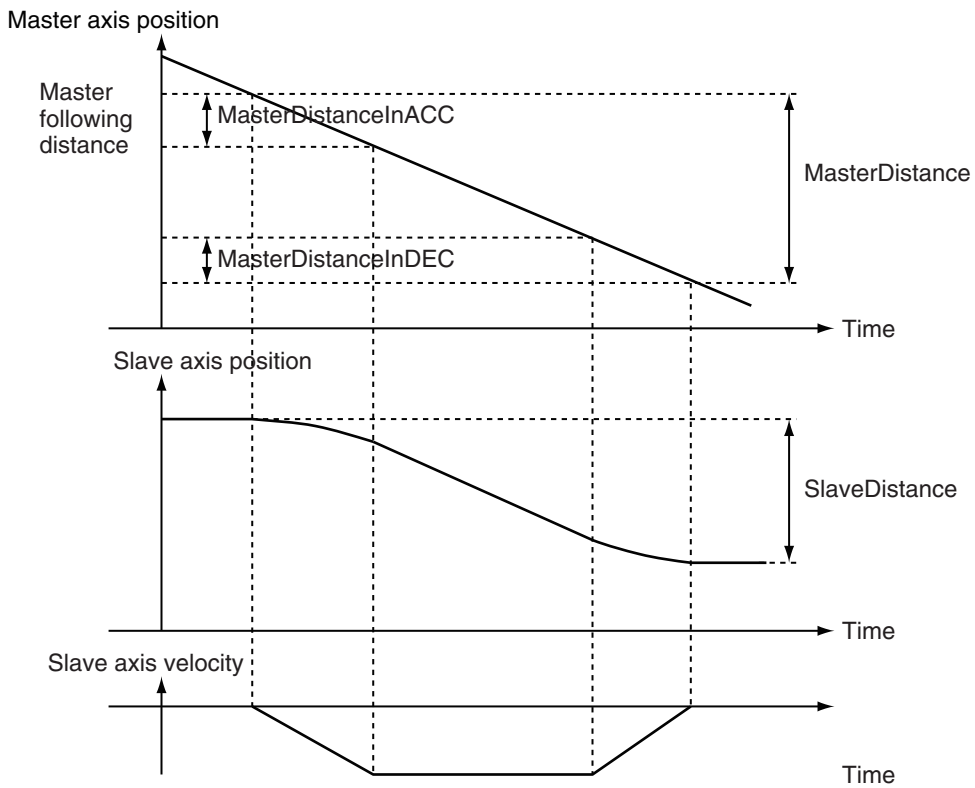 Master axis position
Master
following
distance
MasterDistanceInACC
MasterDistance
MasterDistanceInDEC
Time
Slave axis position
SlaveDistance
Time
Slave axis velocity
Time